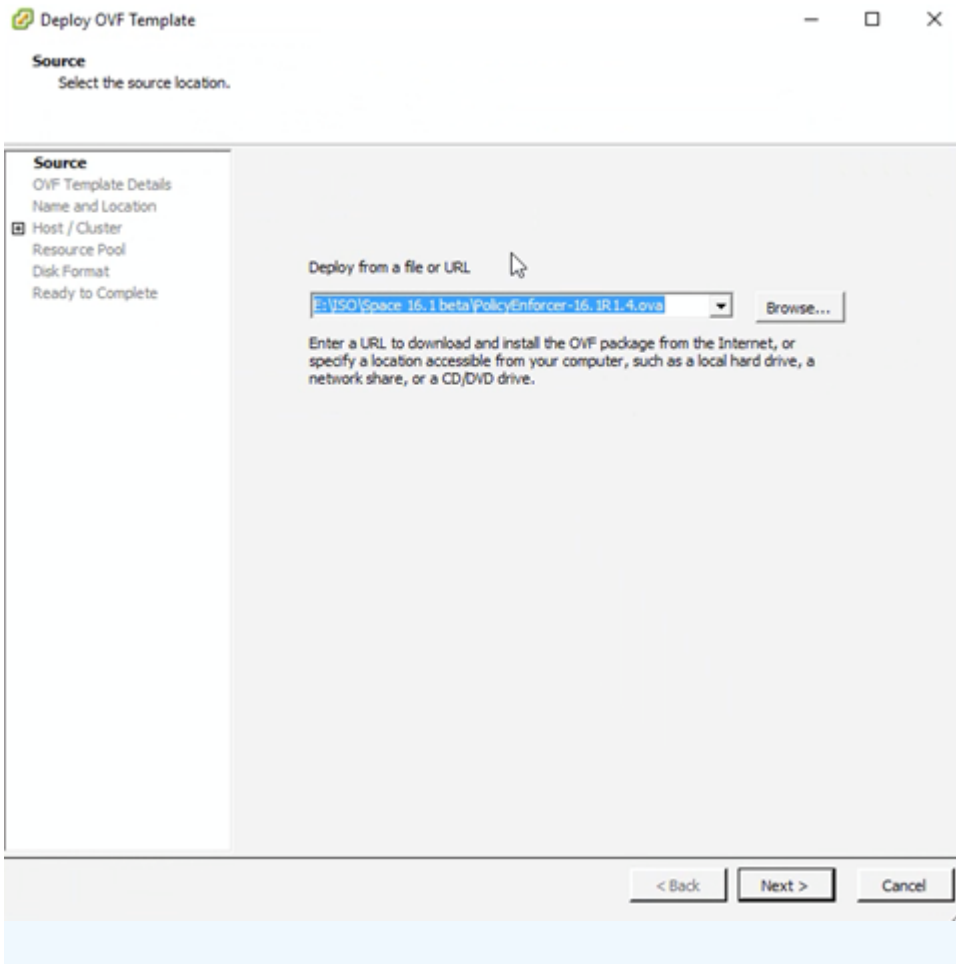 Deploy OVF Template
Source
Select the source location.
Source
OVF Template Details
Name and Location
Host / Cluster
Resource Pool
Disk Format
Ready to Complete
Deploy from a file or URL
E:\ISO\Space 16.1 beta\PolicyEnforcer-16.1R1.4.ova
Browse...
Enter a URL to download and install the OVF package from the Internet, or
specify a location accessible from your computer, such as a local hard drive, a
network share, or a CD/DVD drive.
< Back
Next >
Cancel